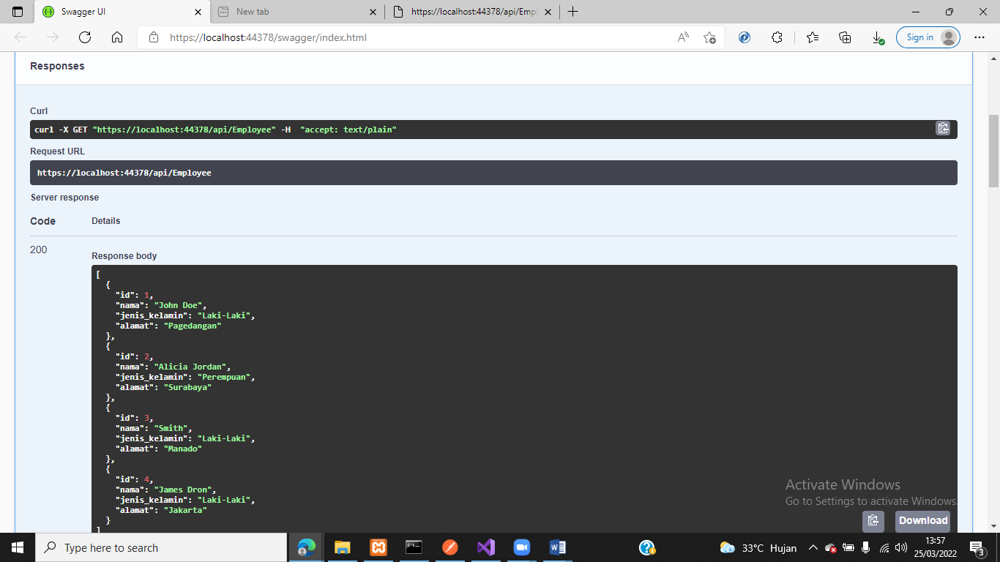 Swagger UI
New tab
https://localhost:44378/api/Empl
https://localhost:44378/swagger/index.html
Sign in
Responses
Curl
curl -X GET "https://localhost:44378/api/Employee" -H  "accept: text/plain"
Request URL
https://localhost:44378/api/Employee
Server response
Code Details
200
Response body
[
{
"id": 1,
"nama": "John Doe",
"jenis_kelamin": "Laki-Laki",
"alamat": "Pagedangan"
},
{
"id": 2,
"nama": "Alicia Jordan",
"jenis_kelamin": "Perempuan",
"alamat": "Surabaya"
},
{
"id": 3,
"nama": "Smith",
"jenis_kelamin": "Laki-Laki",
"alamat": "Manado"
},
{
"id": 4,
"nama": "James Dron",
"jenis_kelamin": "Laki-Laki",
"alamat": "Jakarta"
}
]
Activate Windows
Go to Settings to activate Windows.
Download
Type here to search
33°C Hujan
13:57
25/03/2022
3